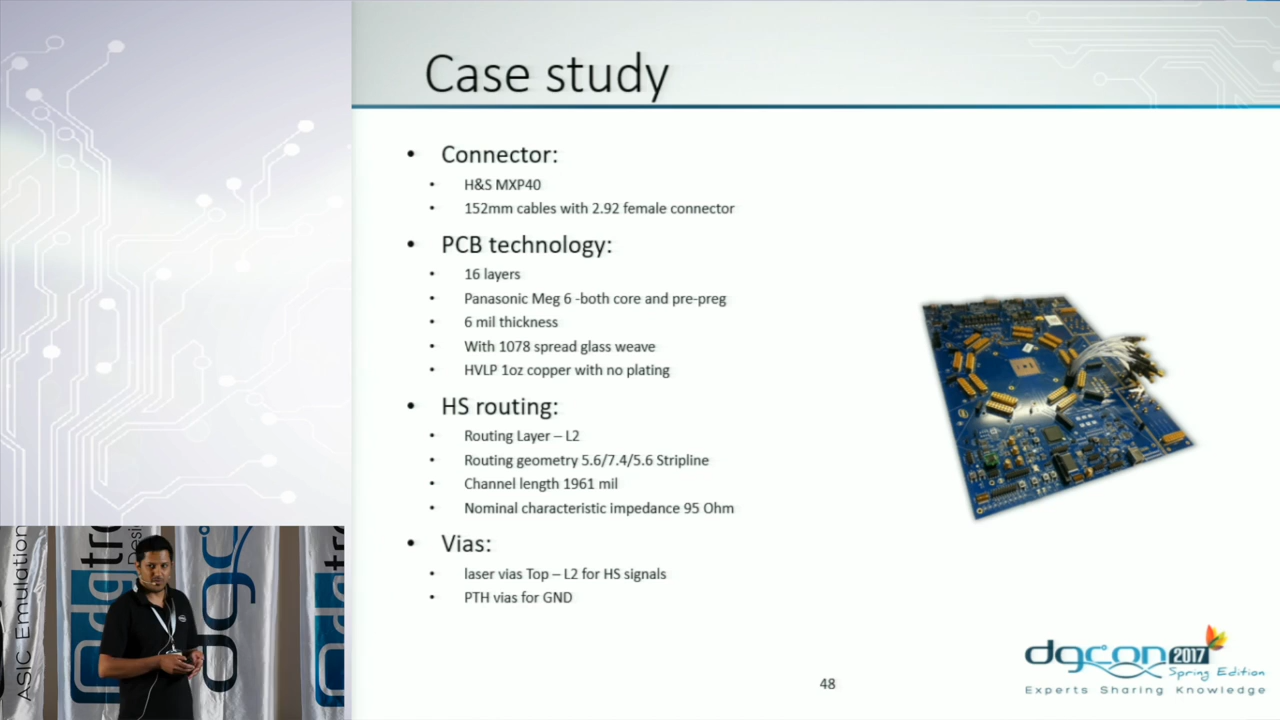 Case study
• Connector:
• H&S MXP40
• 152mm cables with 2.92 female connector
• PCB technology:
• 16 layers
• Panasonic Meg 6 -both core and pre-preg
• 6 mil thickness
• With 1078 spread glass weave
• HVLP 1oz copper with no plating
• HS routing:
• Routing Layer – L2
• Routing geometry 5.6/7.4/5.6 Stripline
• Channel length 1961 mil
• Nominal characteristic impedance 95 Ohm
• Vias:
• laser vias Top – L2 for HS signals
• PTH vias for GND
48
dgcon 2017
Spring Edition
Experts Sharing Knowledge
ASIC Emulation
dgtro
Desi
dgc